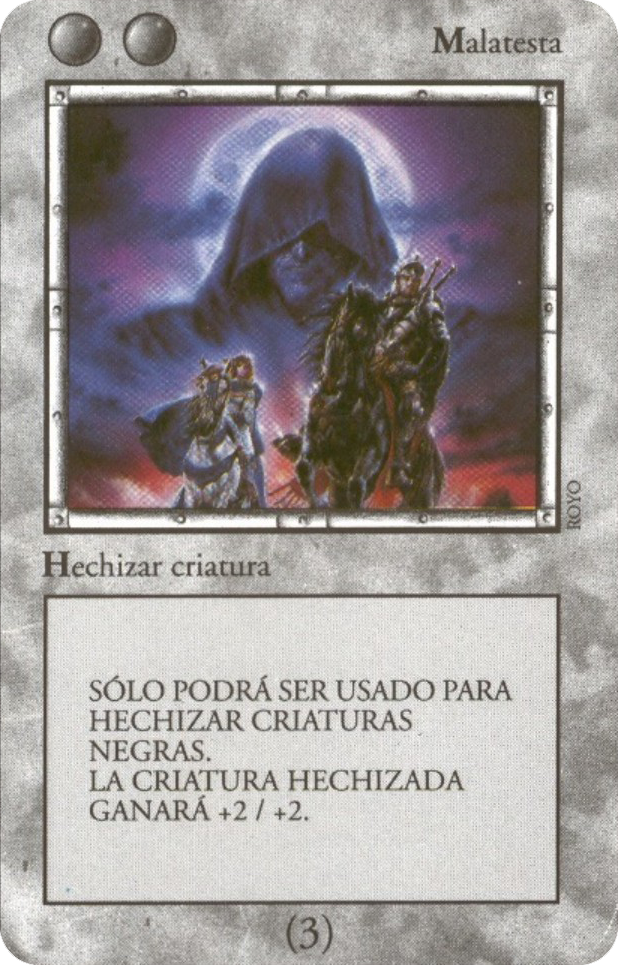 Malatesta
ROYO
Hechizar criatura
SÓLO PODRÁ SER USADO PARA
HECHIZAR CRIATURAS
NEGRAS.
LA CRIATURA HECHIZADA
GANARÁ +2 / +2.
(3)